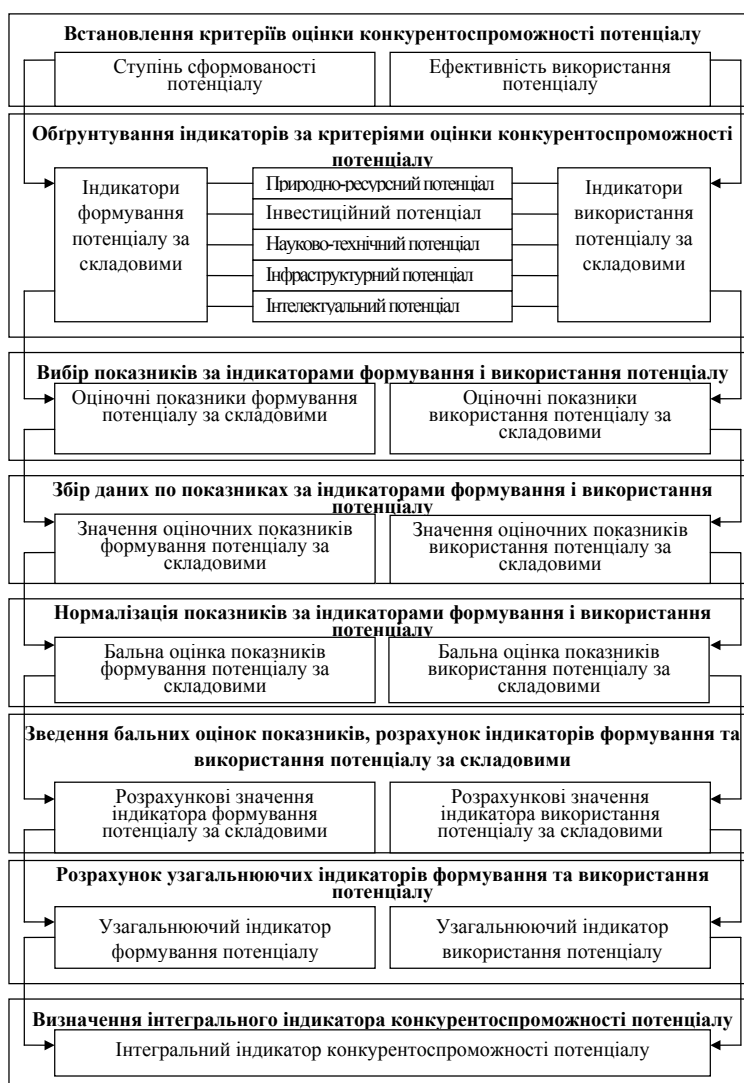 Встановлення критеріїв оцінки конкурентоспроможності потенціалу
Ступінь сформованості
потенціалу
Ефективність використання
потенціалу
Обґрунтування індикаторів за критеріями оцінки конкурентоспроможності
потенціалу
Індикатори
формування
потенціалу за
складовими
Природно-ресурсний потенціал
Інвестиційний потенціал
Науково-технічний потенціал
Інфраструктурний потенціал
Інтелектуальний потенціал
Індикатори
використання
потенціалу за
складовими
Вибір показників за індикаторами формування і використання потенціалу
Оціночні показники формування
потенціалу за складовими
Оціночні показники
використання потенціалу за
складовими
Збір даних по показниках за індикаторами формування і використання
потенціалу
Значення оціночних показників
формування потенціалу за
складовими
Значення оціночних показників
використання потенціалу за
складовими
Нормалізація показників за індикаторами формування і використання
потенціалу
Бальна оцінка показників
формування потенціалу за
складовими
Бальна оцінка показників
використання потенціалу за
складовими
Зведення бальних оцінок показників, розрахунок індикаторів формування та
використання потенціалу за складовими
Розрахункові значення
індикатора формування
потенціалу за складовими
Розрахункові значення
індикатора використання
потенціалу за складовими
Розрахунок узагальнюючих індикаторів формування та використання
потенціалу
Узагальнюючий індикатор
формування потенціалу
Узагальнюючий індикатор
використання потенціалу
Визначення інтегрального індикатора конкурентоспроможності потенціалу
Інтегральний індикатор конкурентоспроможності потенціалу